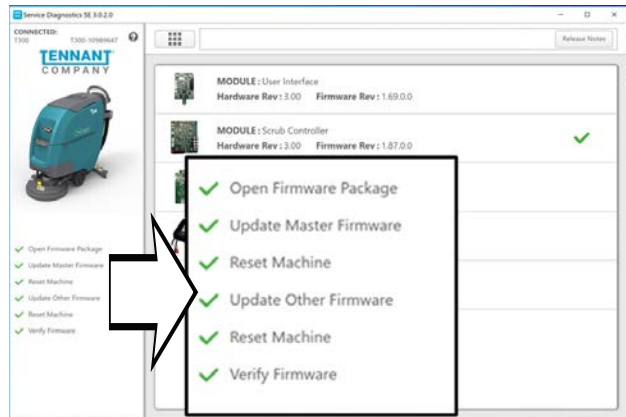 Service Diagnostics SE 3.0.2.0
CONNECTED:
T300 T300-10989647
Release Notes
TENNANT
COMPANY
MODULE : User Interface
Hardware Rev : 3.00 Firmware Rev : 1.69.0.0
MODULE : Scrub Controller
Hardware Rev : 3.00 Firmware Rev : 1.87.0.0
Open Firmware Package
Update Master Firmware
Reset Machine
Update Other Firmware
Reset Machine
Verify Firmware
Open Firmware Package
Update Master Firmware
Reset Machine
Update Other Firmware
Reset Machine
Verify Firmware